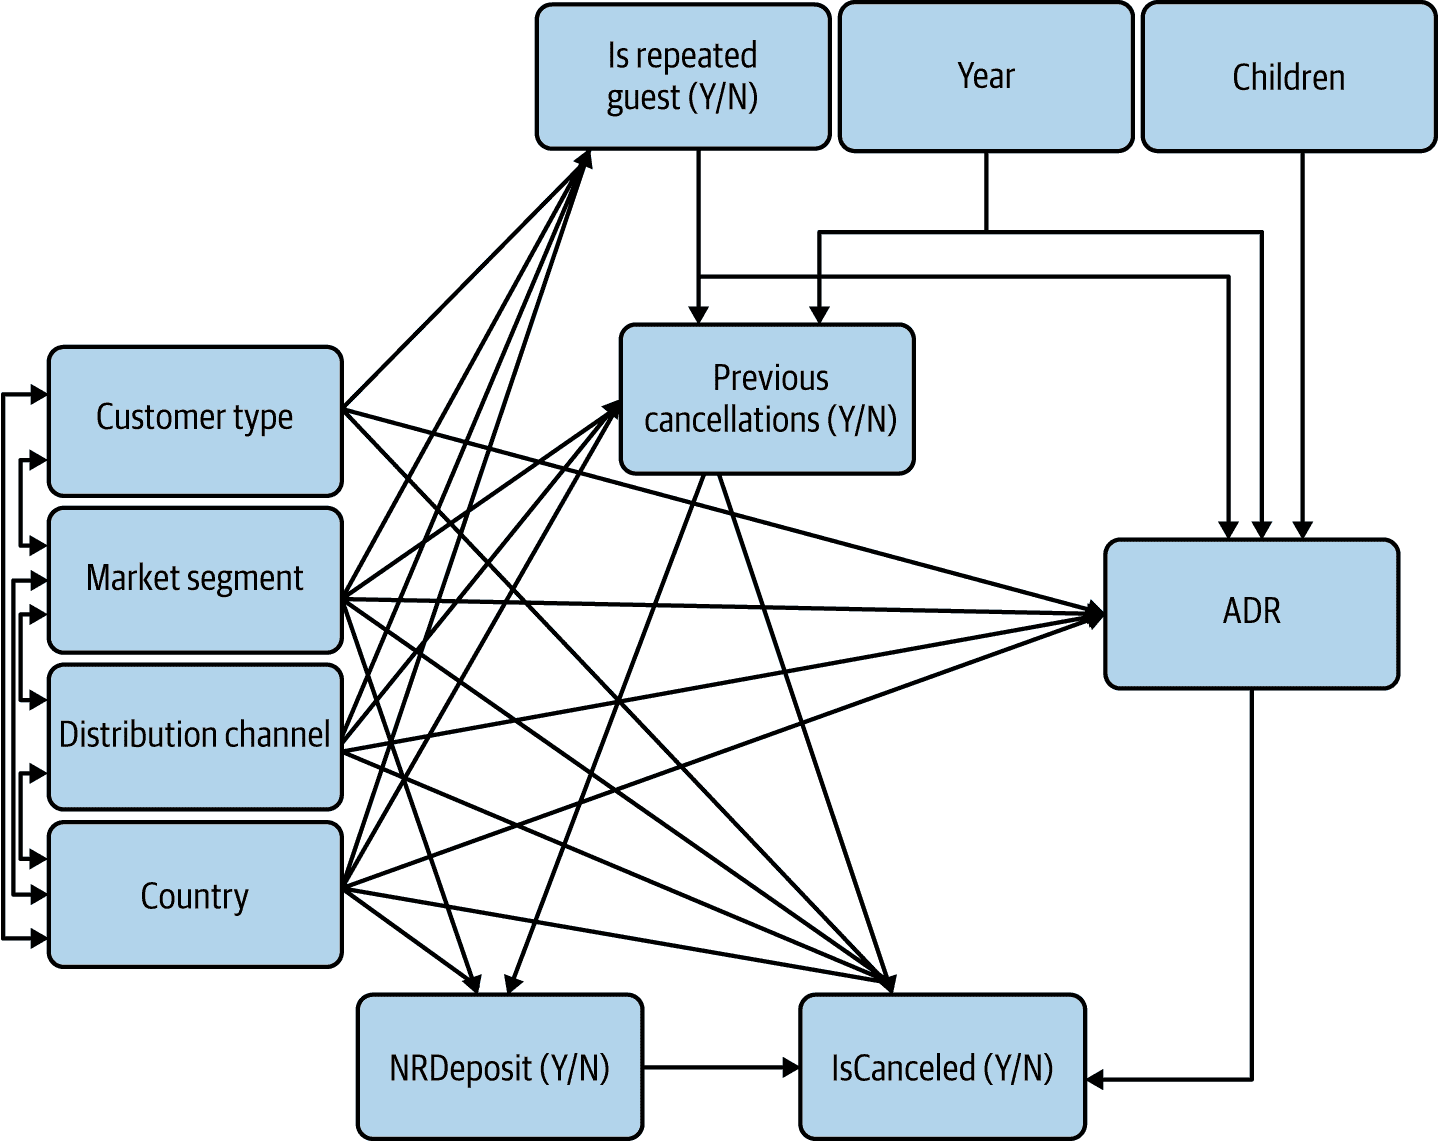 Is repeated
guest (Y/N)
Year
Children
Previous
cancellations (Y/N)
Customer type
Market segment
ADR
Distribution channel
Country
NRDeposit (Y/N)
IsCanceled (Y/N)